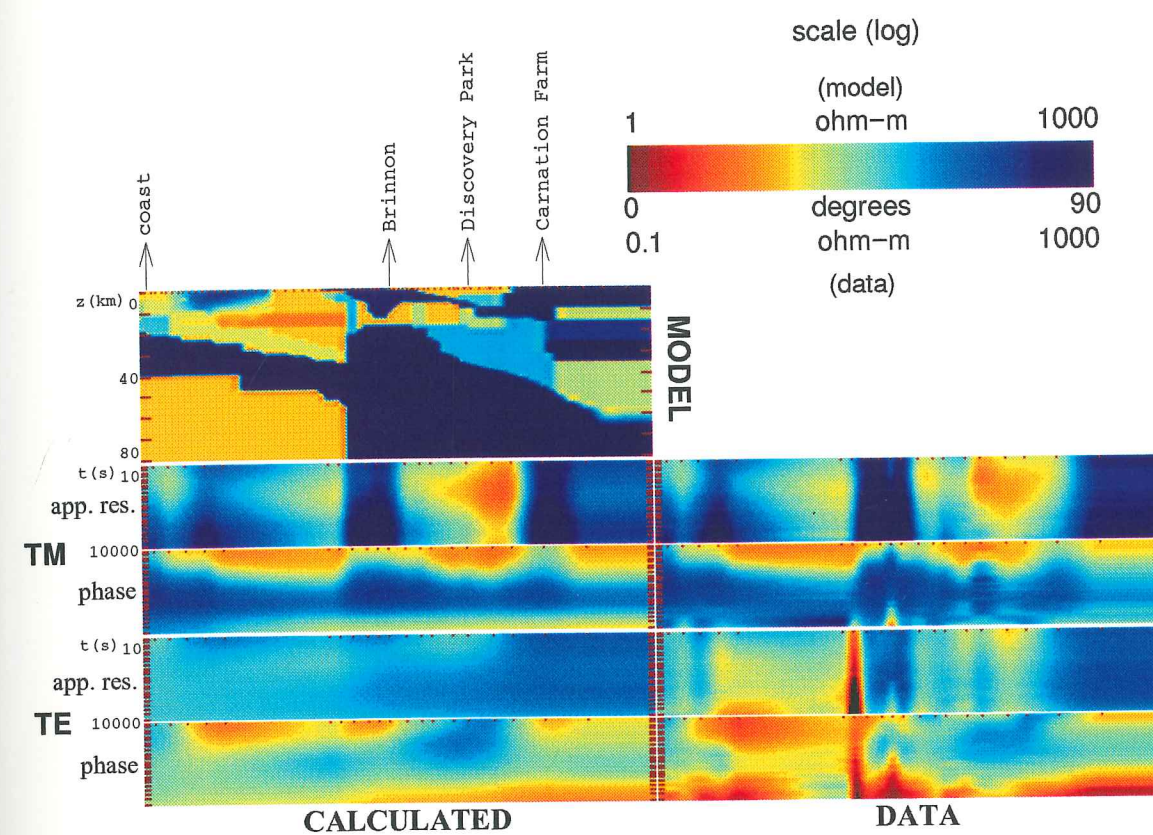 scale (log)
(model)
1 ohm-m 1000
0 degrees 90
0.1 ohm-m 1000
(data)
coast
Brinnon
Discovery Park
Carnation Farm
z(km) 0
40
80
MODEL
t(s) 10
app. res.
TM 10000
phase
t(s) 10
app. res.
TE 10000
phase
CALCULATED DATA